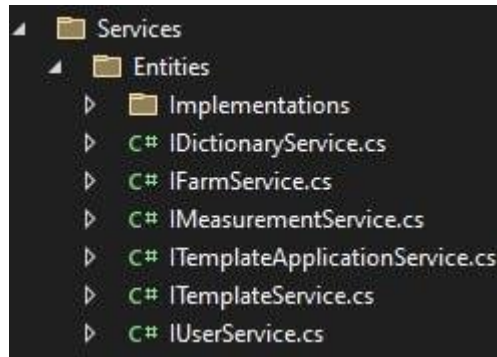 Services
Entities
Implementations
C# IDictionaryService.cs
C# IFarmService.cs
C# IMeasurementService.cs
C# ITemplateApplicationService.cs
C# ITemplateService.cs
C# IUserService.cs